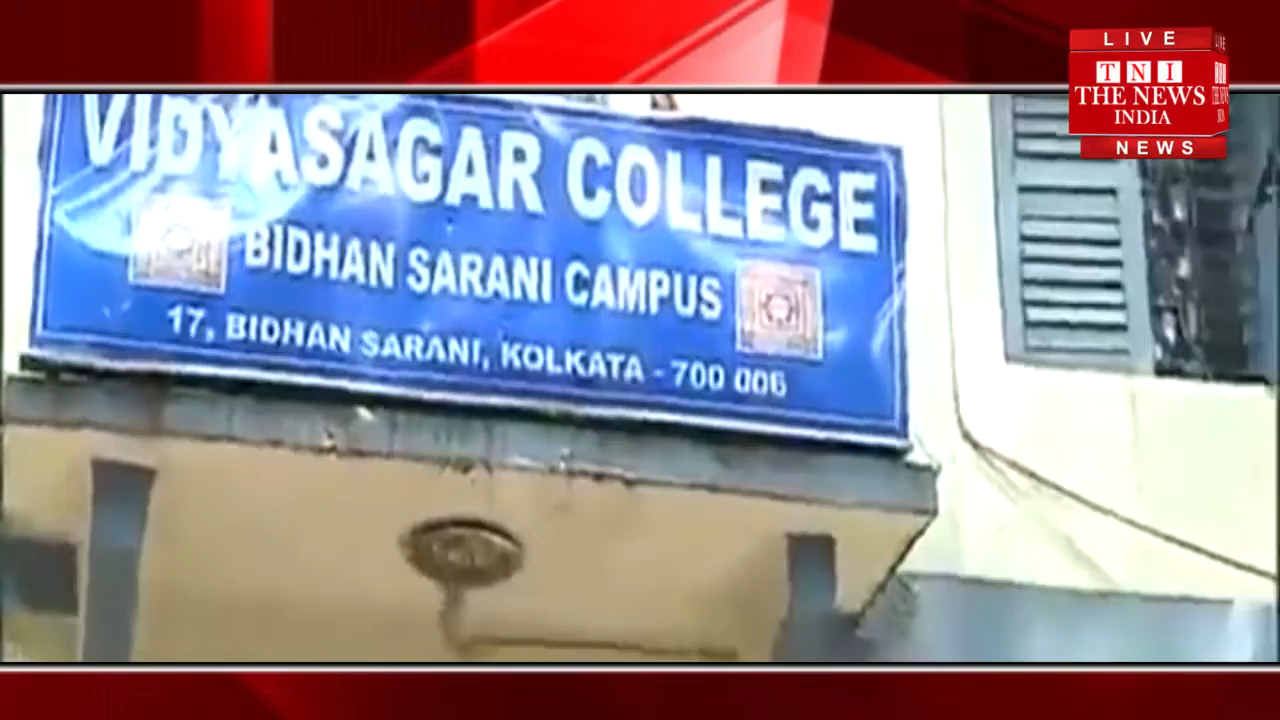 LIVE
TNI
THE NEWS
INDIA
NEWS
VIDYASAGAR COLLEGE
BIDHAN SARANI CAMPUS
17, BIDHAN SARANI, KOLKATA - 700 006